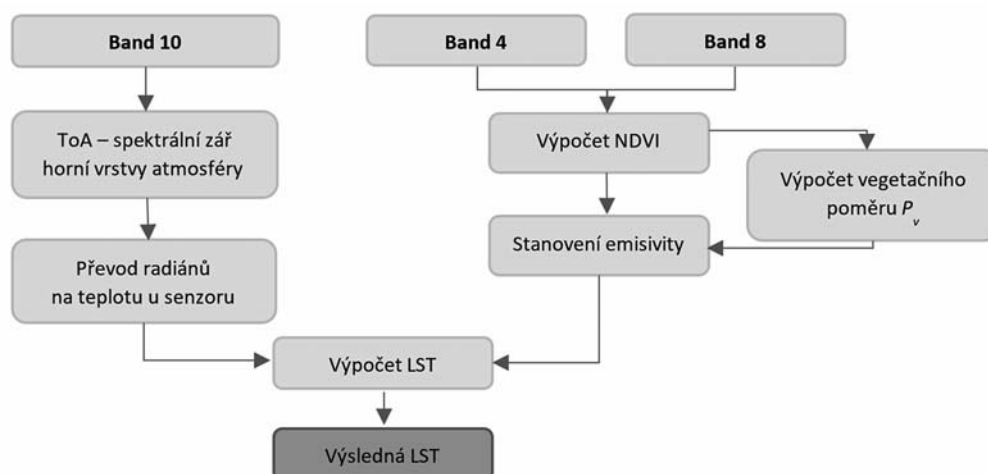 Band 10
Band 4
Band 8
ToA – spektrální zář
horní vrstvy atmosféry
Výpočet NDVI
Výpočet vegetačního
poměru Pv
Stanovení emisivity
Převod radiánů
na teplotu u senzoru
Výpočet LST
Výsledná LST